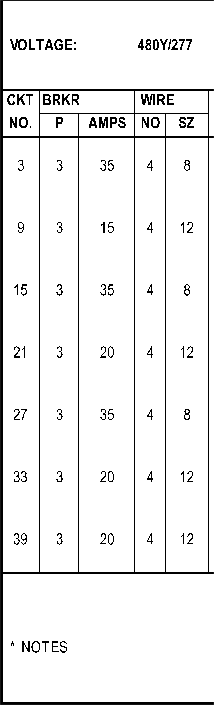 VOLTAGE: 480Y/277
CKT BRKR WIRE
NO. P AMPS NO SZ
3 3 35 4 8
9 3 15 4 12
15 3 35 4 8
21 3 20 4 12
27 3 35 4 8
33 3 20 4 12
39 3 20 4 12
* NOTES